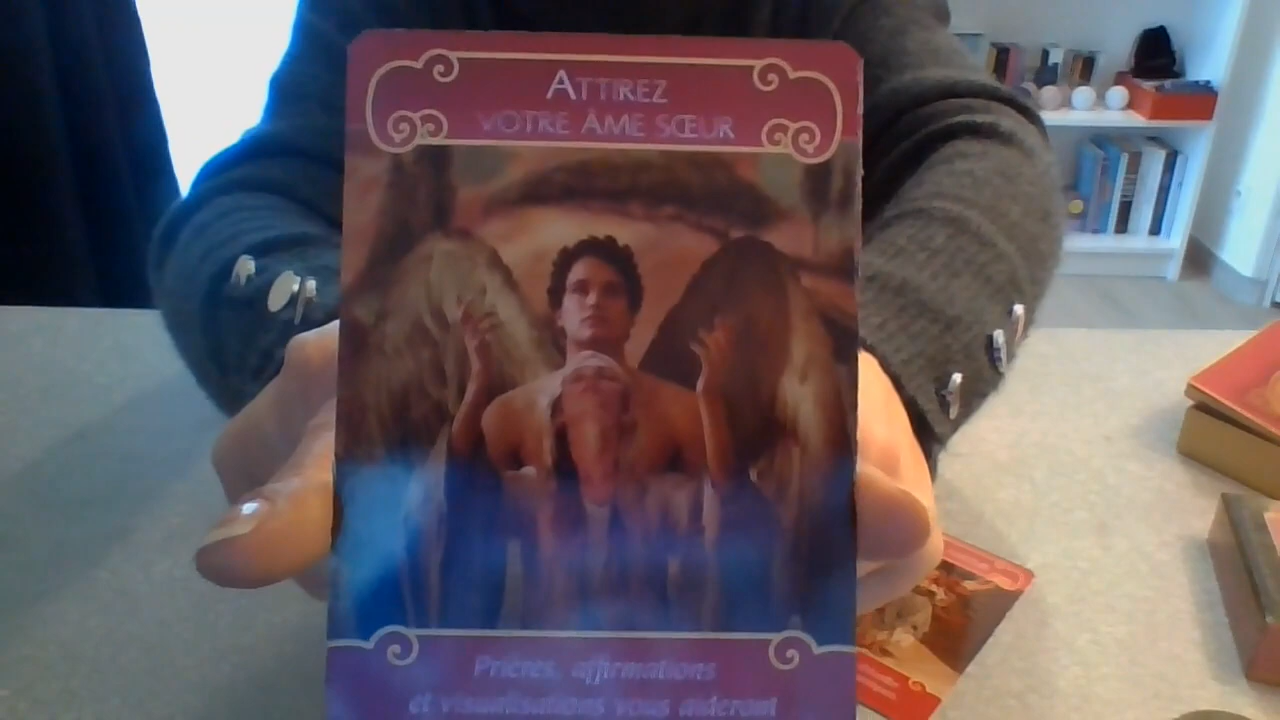 ATTIREZ
VOTRE ÂME SŒUR
Prières, affirmations
et visualisations vous aideront